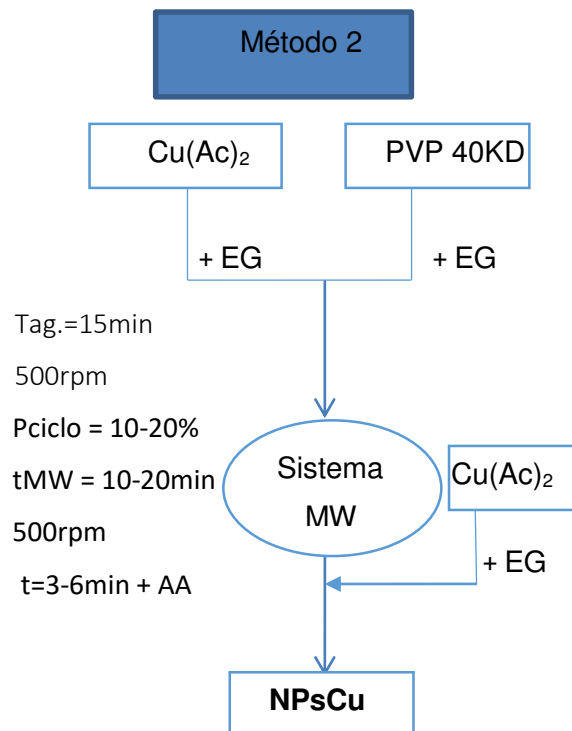 Método 2
Cu(Ac)₂
PVP 40KD
+ EG
+ EG
Tag.=15min
500rpm
Pciclo = 10-20%
tMW = 10-20min
500rpm
t=3-6min + AA
Sistema
MW
Cu(Ac)₂
+ EG
NPsCu